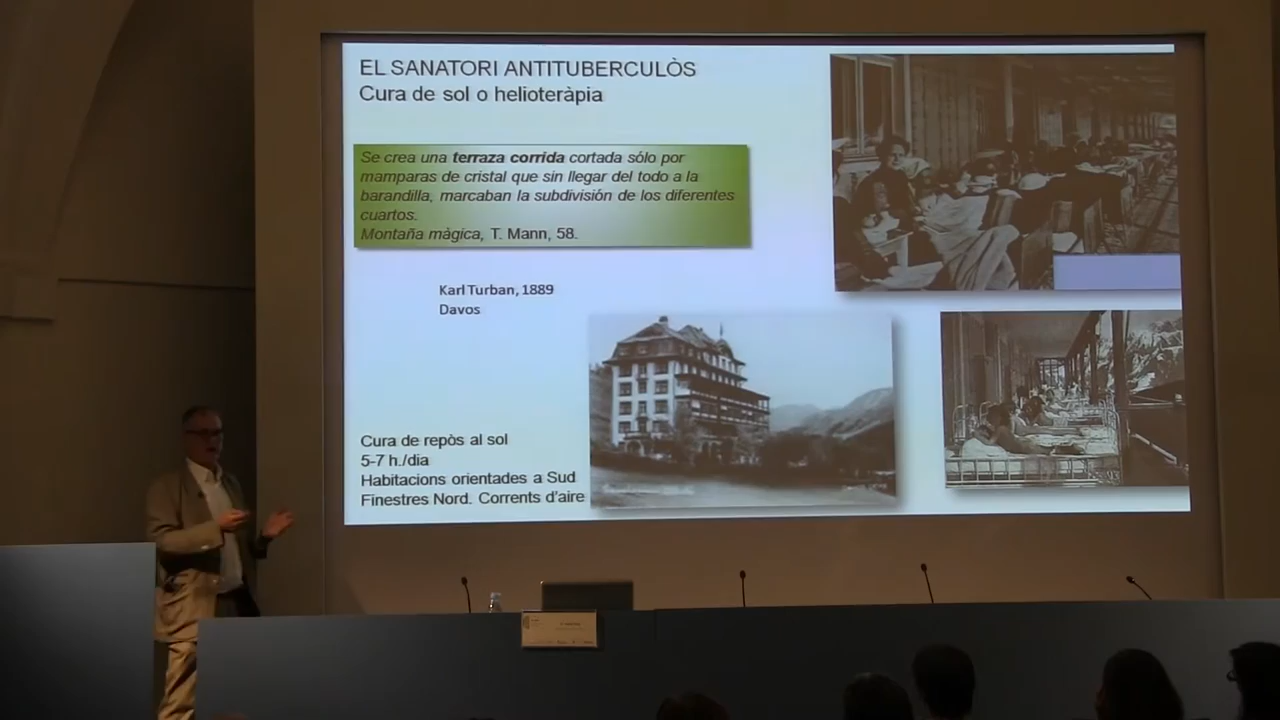 EL SANATORI ANTITUBERCULÒS
Cura de sol o helioteràpia
Se crea una terraza corrida cortada sólo por
mamparas de cristal que sin llegar del todo a la
barandilla, marcaban la subdivisión de los diferentes
cuartos.
Montaña màgica, T. Mann, 58.
Karl Turban, 1889
Davos
Cura de repòs al sol
5-7 h./dia
Habitacions orientades a Sud
Finestres Nord. Corrents d'aire